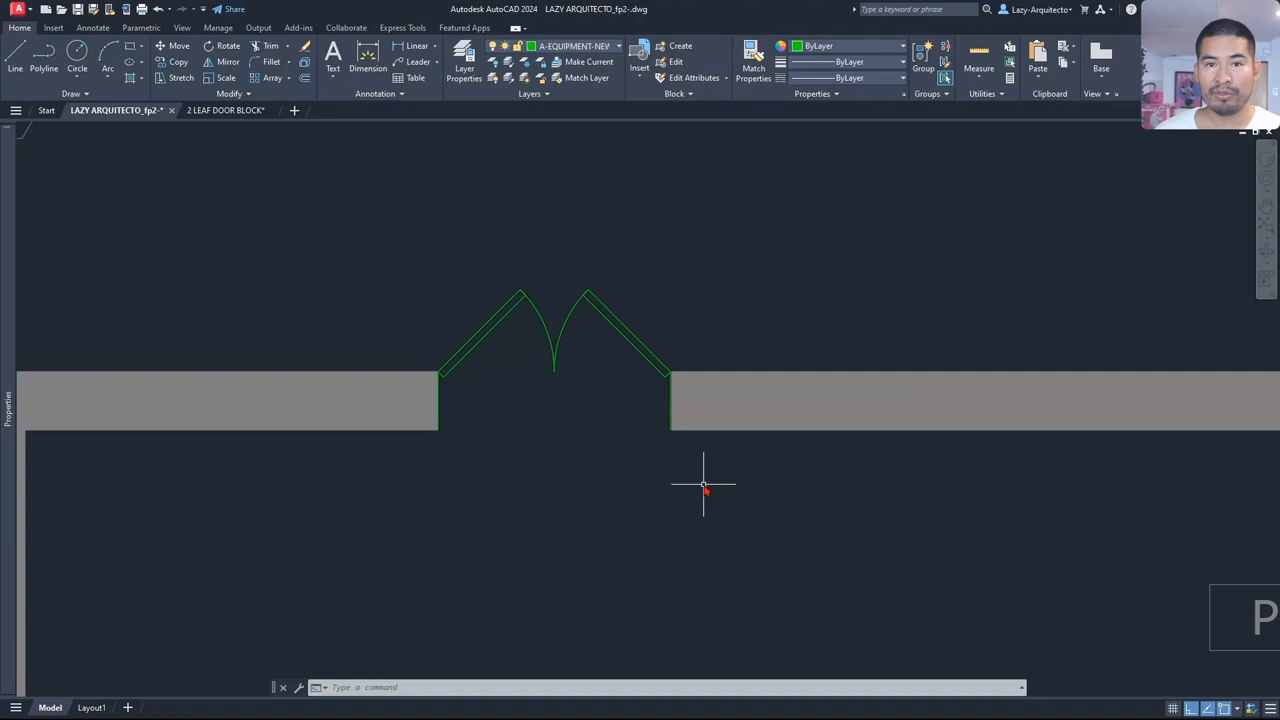 Autodesk AutoCAD 2024 LAZY ARQUITECTO_fp2-.dwg
Share
Type a keyword or phrase
Lazy-Arquitecto
Home Insert Annotate Parametric View Manage Output Add-ins Collaborate Express Tools Featured Apps
Line Polyline Circle Arc
Move Rotate Trim
Copy Mirror Fillet
Stretch Scale Array
Text Dimension
Linear
Leader
Table
Layer Properties
A-EQUIPMENT-NEW
Make Current
Match Layer
Insert
Create
Edit
Edit Attributes
Match Properties
ByLayer
ByLayer
ByLayer
Group
Measure
Paste
Base
Draw Modify Annotation Layers Block Properties Groups Utilities Clipboard View
Start LAZY ARQUITECTO_fp2-* 2 LEAF DOOR BLOCK*
Properties
P
Type a command
Model Layout1